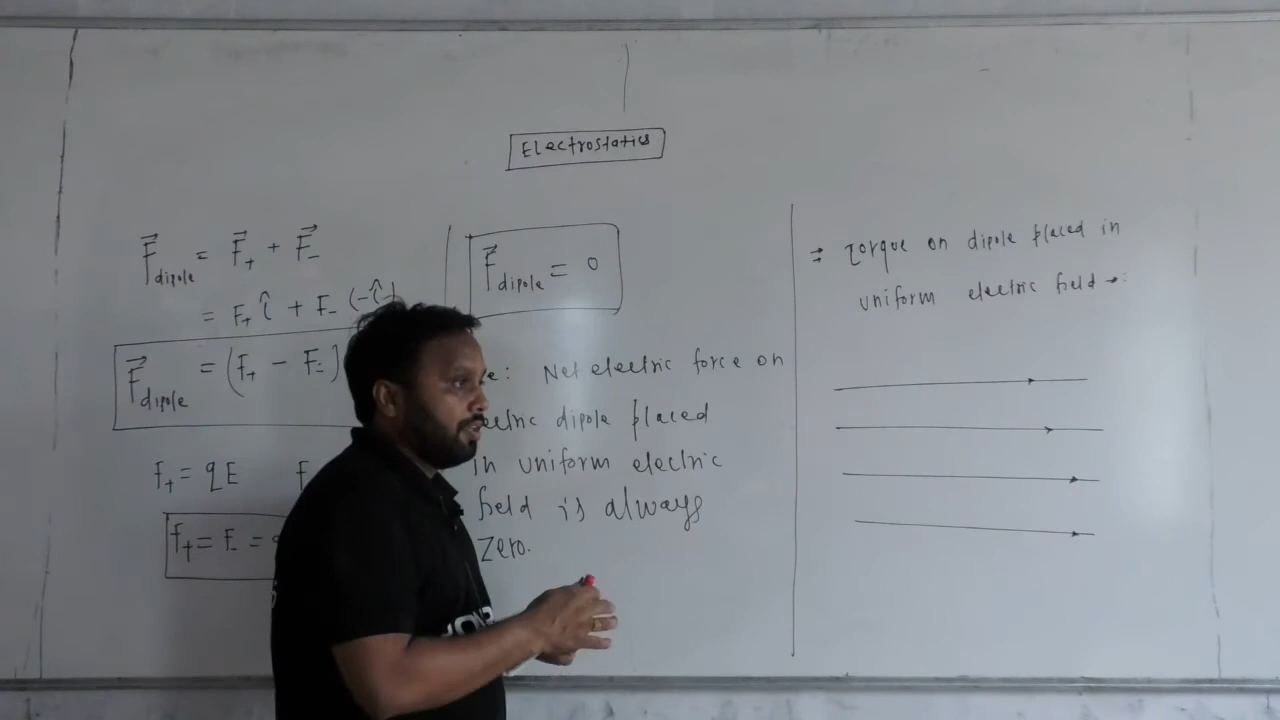 Electrostatics
F⃗dipole = F⃗+ + F⃗-
= F+ î + F- (-î)
F⃗dipole = (F+ - F-)
F+ = qE F
f+ = F- =
F⃗dipole = 0
e: Net electric force on
dipole placed
in uniform electric
field is always
zero.
⇒ Torque on dipole placed in
uniform electric field →: